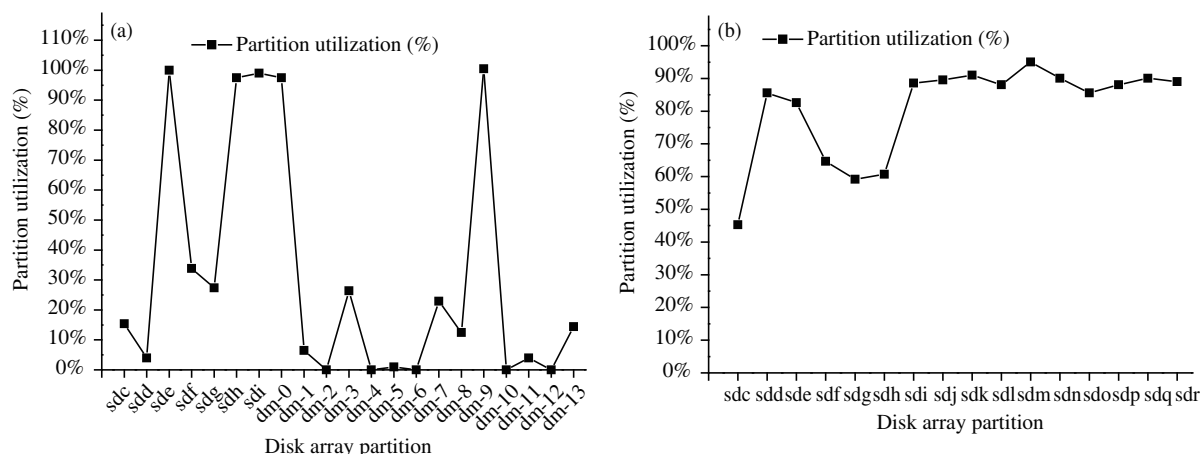 (a)
Partition utilization (%)
110%
100%
90%
80%
70%
60%
50%
40%
30%
20%
10%
0%
Partition utilization (%)
sdc sdd sde sdf sdg sdh sdi dm-0 dm-1 dm-2 dm-3 dm-4 dm-5 dm-6 dm-7 dm-8 dm-9 dm-10 dm-11 dm-12 dm-13
Disk array partition
(b)
Partition utilization (%)
100%
90%
80%
70%
60%
50%
40%
30%
20%
10%
0%
Partition utilization (%)
sdc sdd sde sdf sdg sdh sdi sdj sdk sdl sdm sdn sdo sdp sdq sdr
Disk array partition